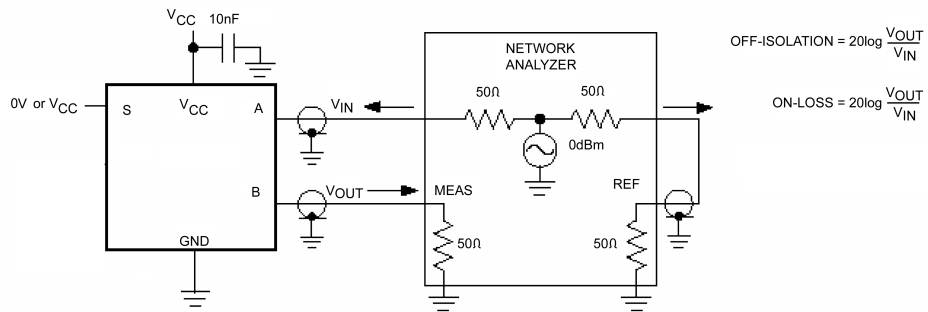 VCC
10nF
NETWORK
ANALYZER
OFF-ISOLATION = 20log VOUT
VIN
ON-LOSS = 20log VOUT
VIN
0V or VCC
S
VCC
A
VIN
50Ω
50Ω
0dBm
B
VOUT
MEAS
REF
GND
50Ω
50Ω